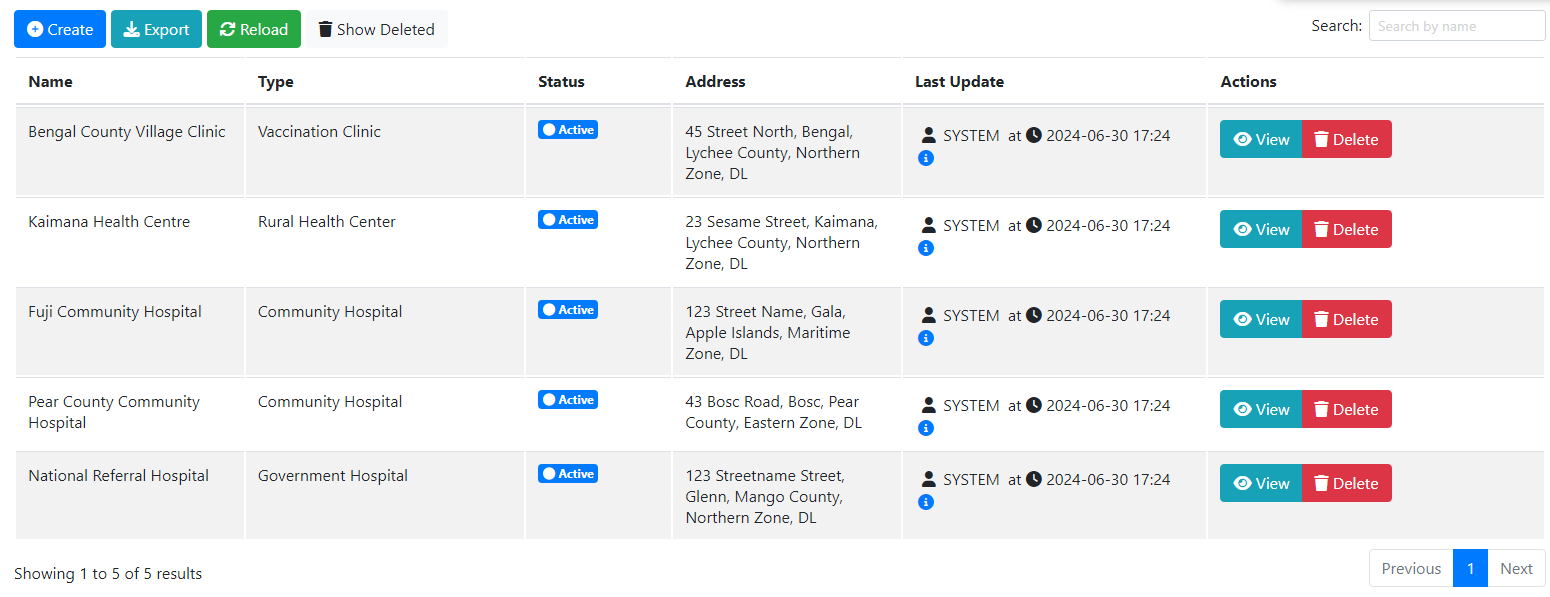 Create Export Reload Show Deleted Search: Search by name
Name Type Status Address Last Update Actions
Bengal County Village Clinic Vaccination Clinic Active 45 Street North, Bengal, SYSTEM at 2024-06-30 17:24 View Delete
Lychee County, Northern
Zone, DL
Kaimana Health Centre Rural Health Center Active 23 Sesame Street, Kaimana, SYSTEM at 2024-06-30 17:24 View Delete
Lychee County, Northern
Zone, DL
Fuji Community Hospital Community Hospital Active 123 Street Name, Gala, SYSTEM at 2024-06-30 17:24 View Delete
Apple Islands, Maritime
Zone, DL
Pear County Community Community Hospital Active 43 Bosc Road, Bosc, Pear SYSTEM at 2024-06-30 17:24 View Delete
Hospital County, Eastern Zone, DL
National Referral Hospital Government Hospital Active 123 Streetname Street, SYSTEM at 2024-06-30 17:24 View Delete
Glenn, Mango County,
Northern Zone, DL
Showing 1 to 5 of 5 results Previous 1 Next